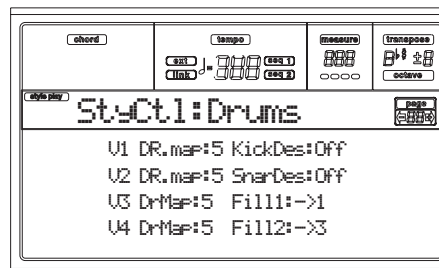 chord tempo measure transpose
ext seq 1
link seq 2
octave
style play page
StyCtl:Drums
V1 DR.map:5 KickDes:Off
V2 DR.map:5 SnarDes:Off
V3 DrMap:5 Fill1:->1
V4 DrMap:5 Fill2:->3